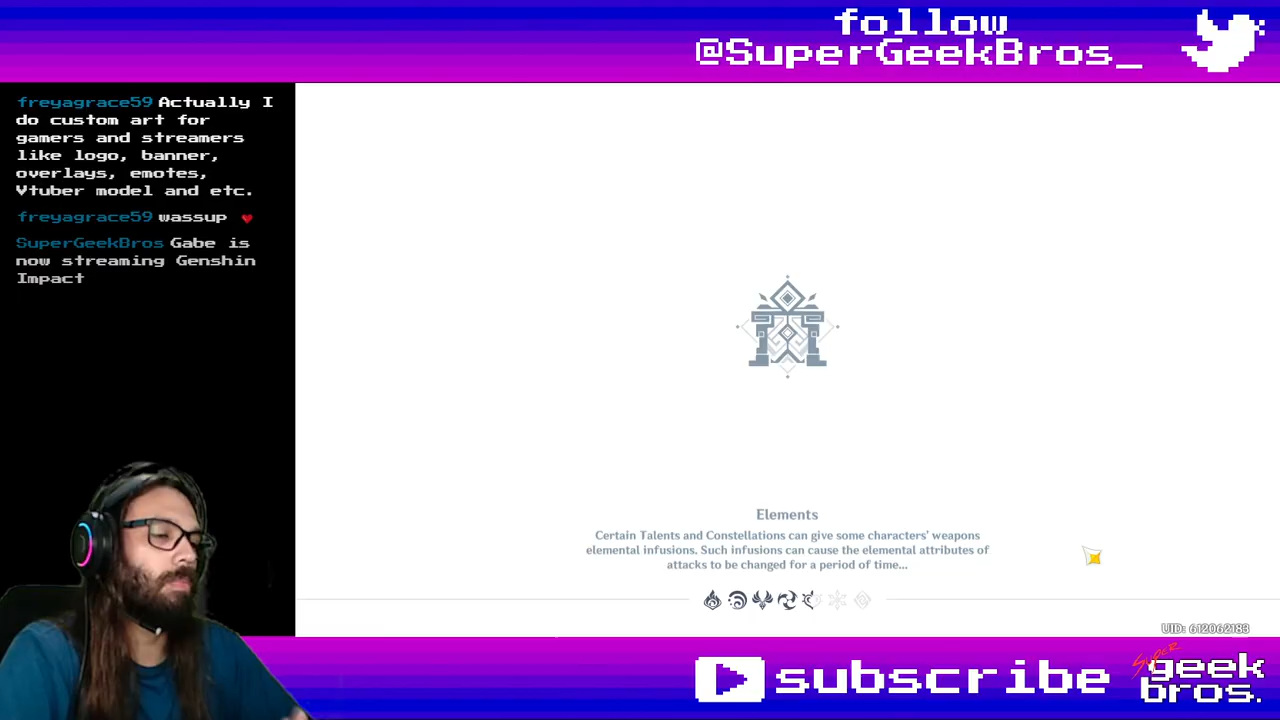 follow
@SuperGeekBros_
freyagrace59 Actually I
do custom art for
gamers and streamers
like logo, banner,
overlays, emotes,
Vtuber model and etc.
freyagrace59 wassup
SuperGeekBros Gabe is
now streaming Genshin
Impact
Elements
Certain Talents and Constellations can give some characters' weapons
elemental infusions. Such infusions can cause the elemental attributes of
attacks to be changed for a period of time...
UID: 612062183
subscribe
super
geek
bros.